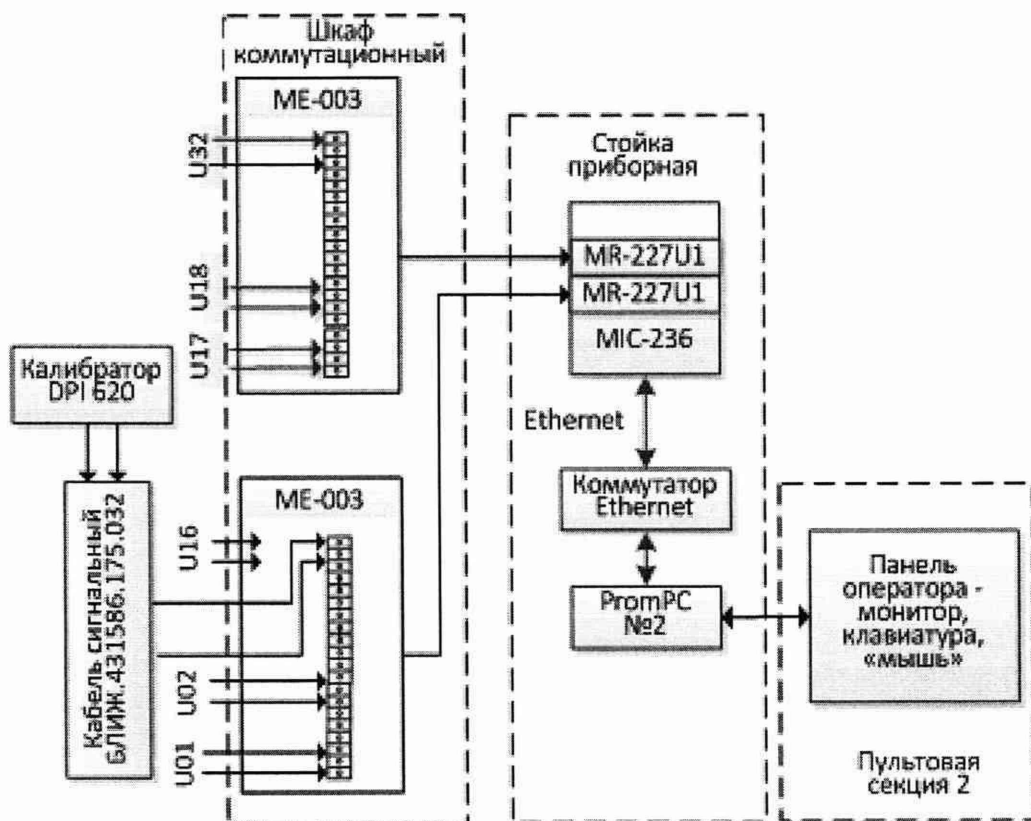 Шкаф
коммутационный
ME-003
U32
U18
U17
Калибратор
DPI 620
Кабель сигнальный
БЛИЖ.431586.175.032
ME-003
U16
U02
U01
Стойка
приборная
MR-227U1
MR-227U1
MIC-236
Ethernet
Коммутатор
Ethernet
PromPC
№2
Панель
оператора -
монитор,
клавиатура,
«мышь»
Пультовая
секция 2